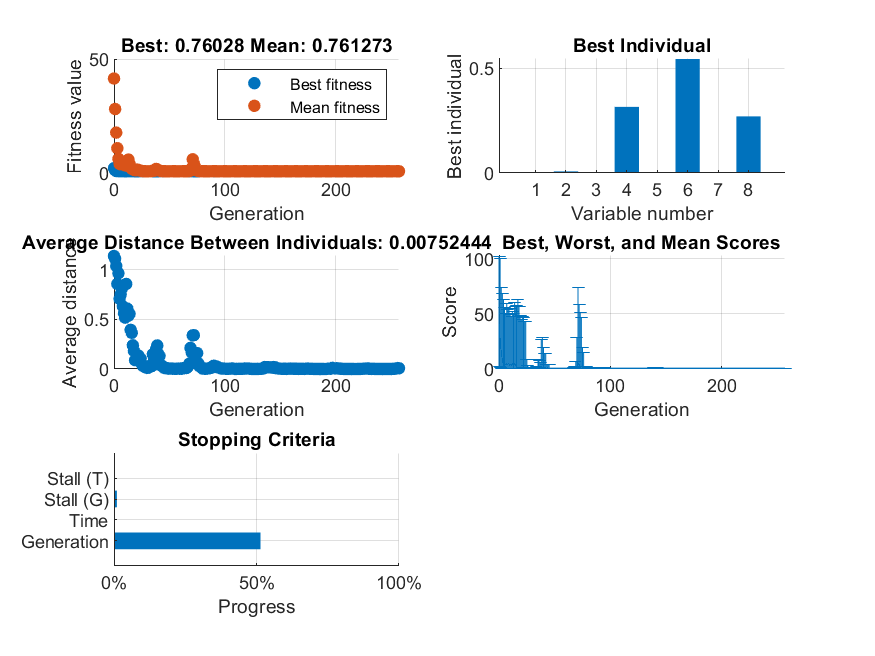 Best: 0.76028 Mean: 0.761273
Fitness value
50
0
Best fitness
Mean fitness
0 100 200
Generation
Best Individual
Best individual
0.5
0
1 2 3 4 5 6 7 8
Variable number
Average Distance Between Individuals: 0.00752444
Average distance
1
0.5
0
0 100 200
Generation
Best, Worst, and Mean Scores
Score
100
50
0
0 100 200
Generation
Stopping Criteria
Stall (T)
Stall (G)
Time
Generation
0% 50% 100%
Progress